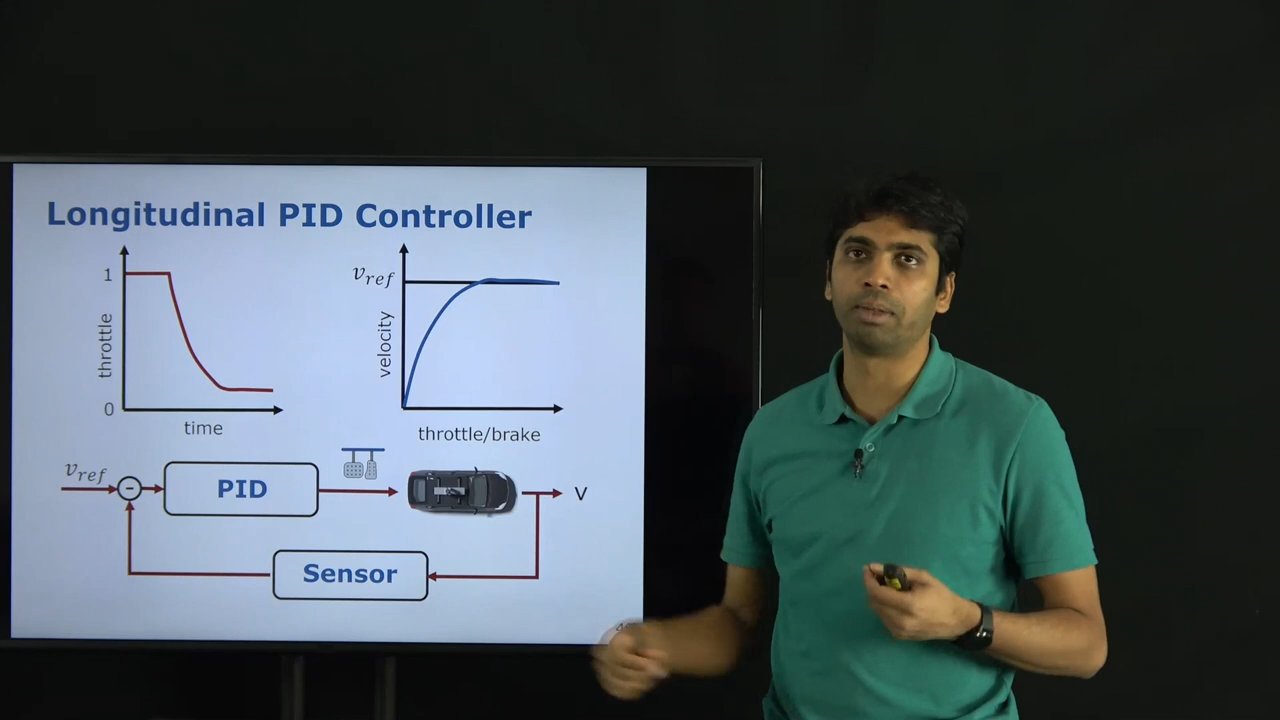 Longitudinal PID Controller
1
throttle
0
time
v_ref
velocity
throttle/brake
v_ref
-
PID
v
Sensor